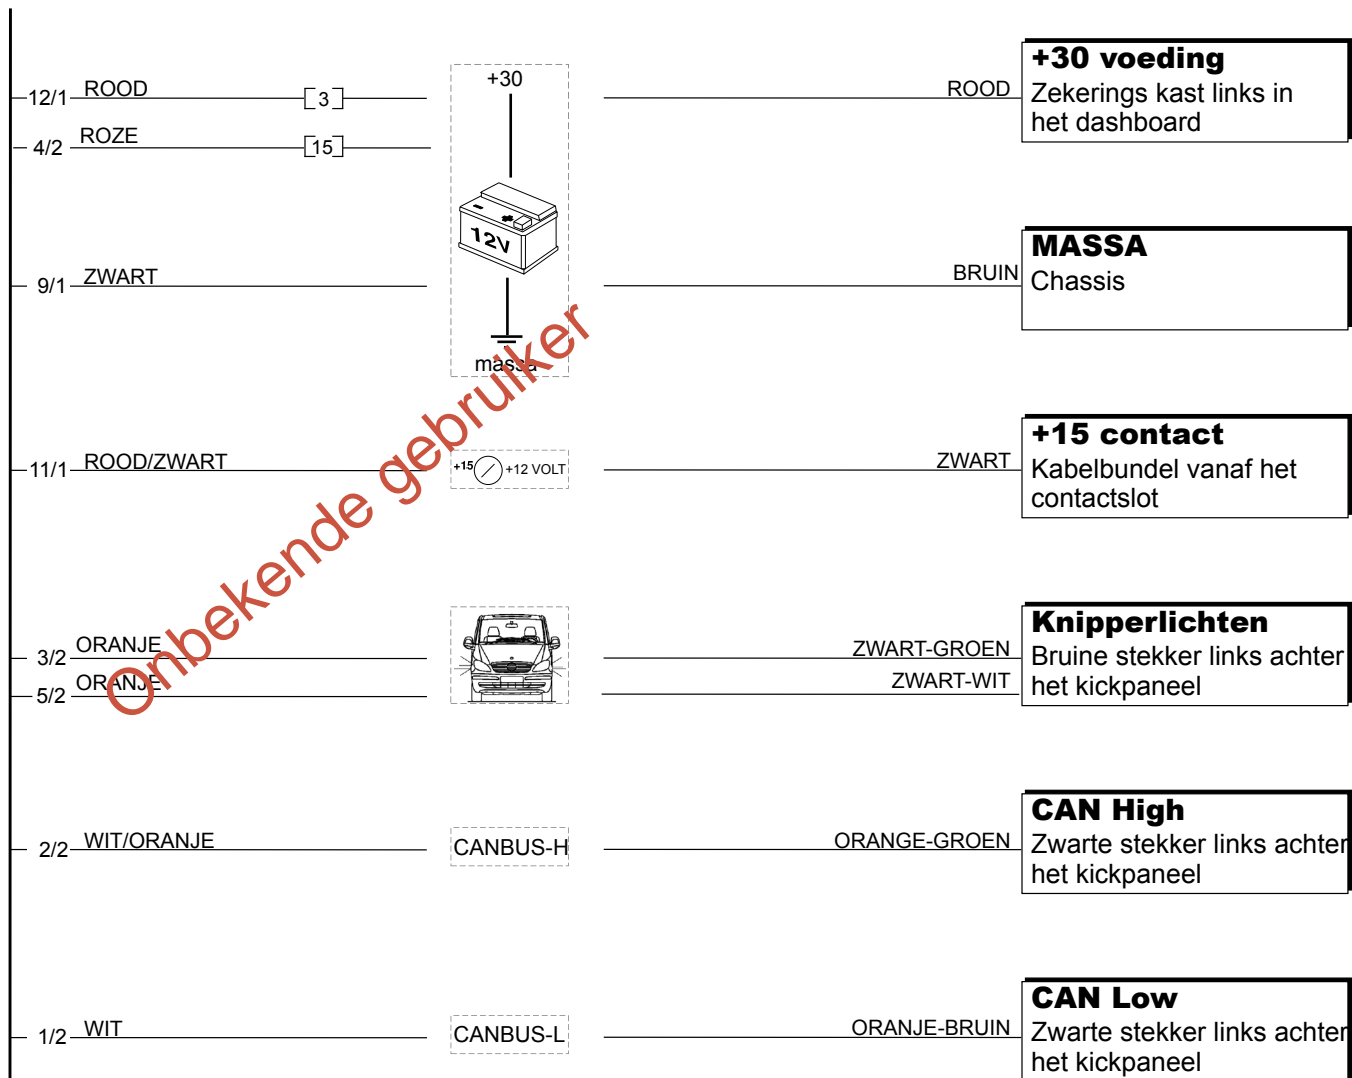 +30 voeding
12/1 ROOD [3] +30 ROOD Zekerings kast links in
het dashboard
4/2 ROZE [15]
12V
MASSA
9/1 ZWART BRUIN Chassis
massa
+15 contact
11/1 ROOD/ZWART +15 +12 VOLT ZWART Kabelbundel vanaf het
contactslot
Onbekende gebruiker
Knipperlichten
3/2 ORANJE ZWART-GROEN Bruine stekker links achter
5/2 ORANJE ZWART-WIT het kickpaneel
CAN High
2/2 WIT/ORANJE CANBUS-H ORANGE-GROEN Zwarte stekker links achter
het kickpaneel
CAN Low
1/2 WIT CANBUS-L ORANJE-BRUIN Zwarte stekker links achter
het kickpaneel